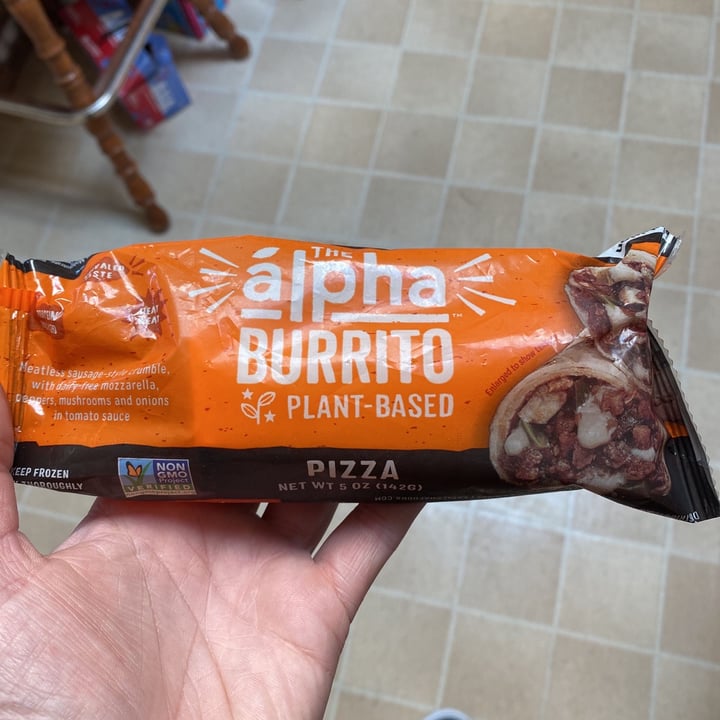 THE
alpha
BURRITO
PLANT-BASED
Meatless sausage-style crumble,
with dairy-free mozzarella,
peppers, mushrooms and onions
in tomato sauce
KEEP FROZEN
THOROUGHLY
NON
GMO
Project
VERIFIED
PIZZA
NET WT 5 OZ (142G)
Enlarged to show